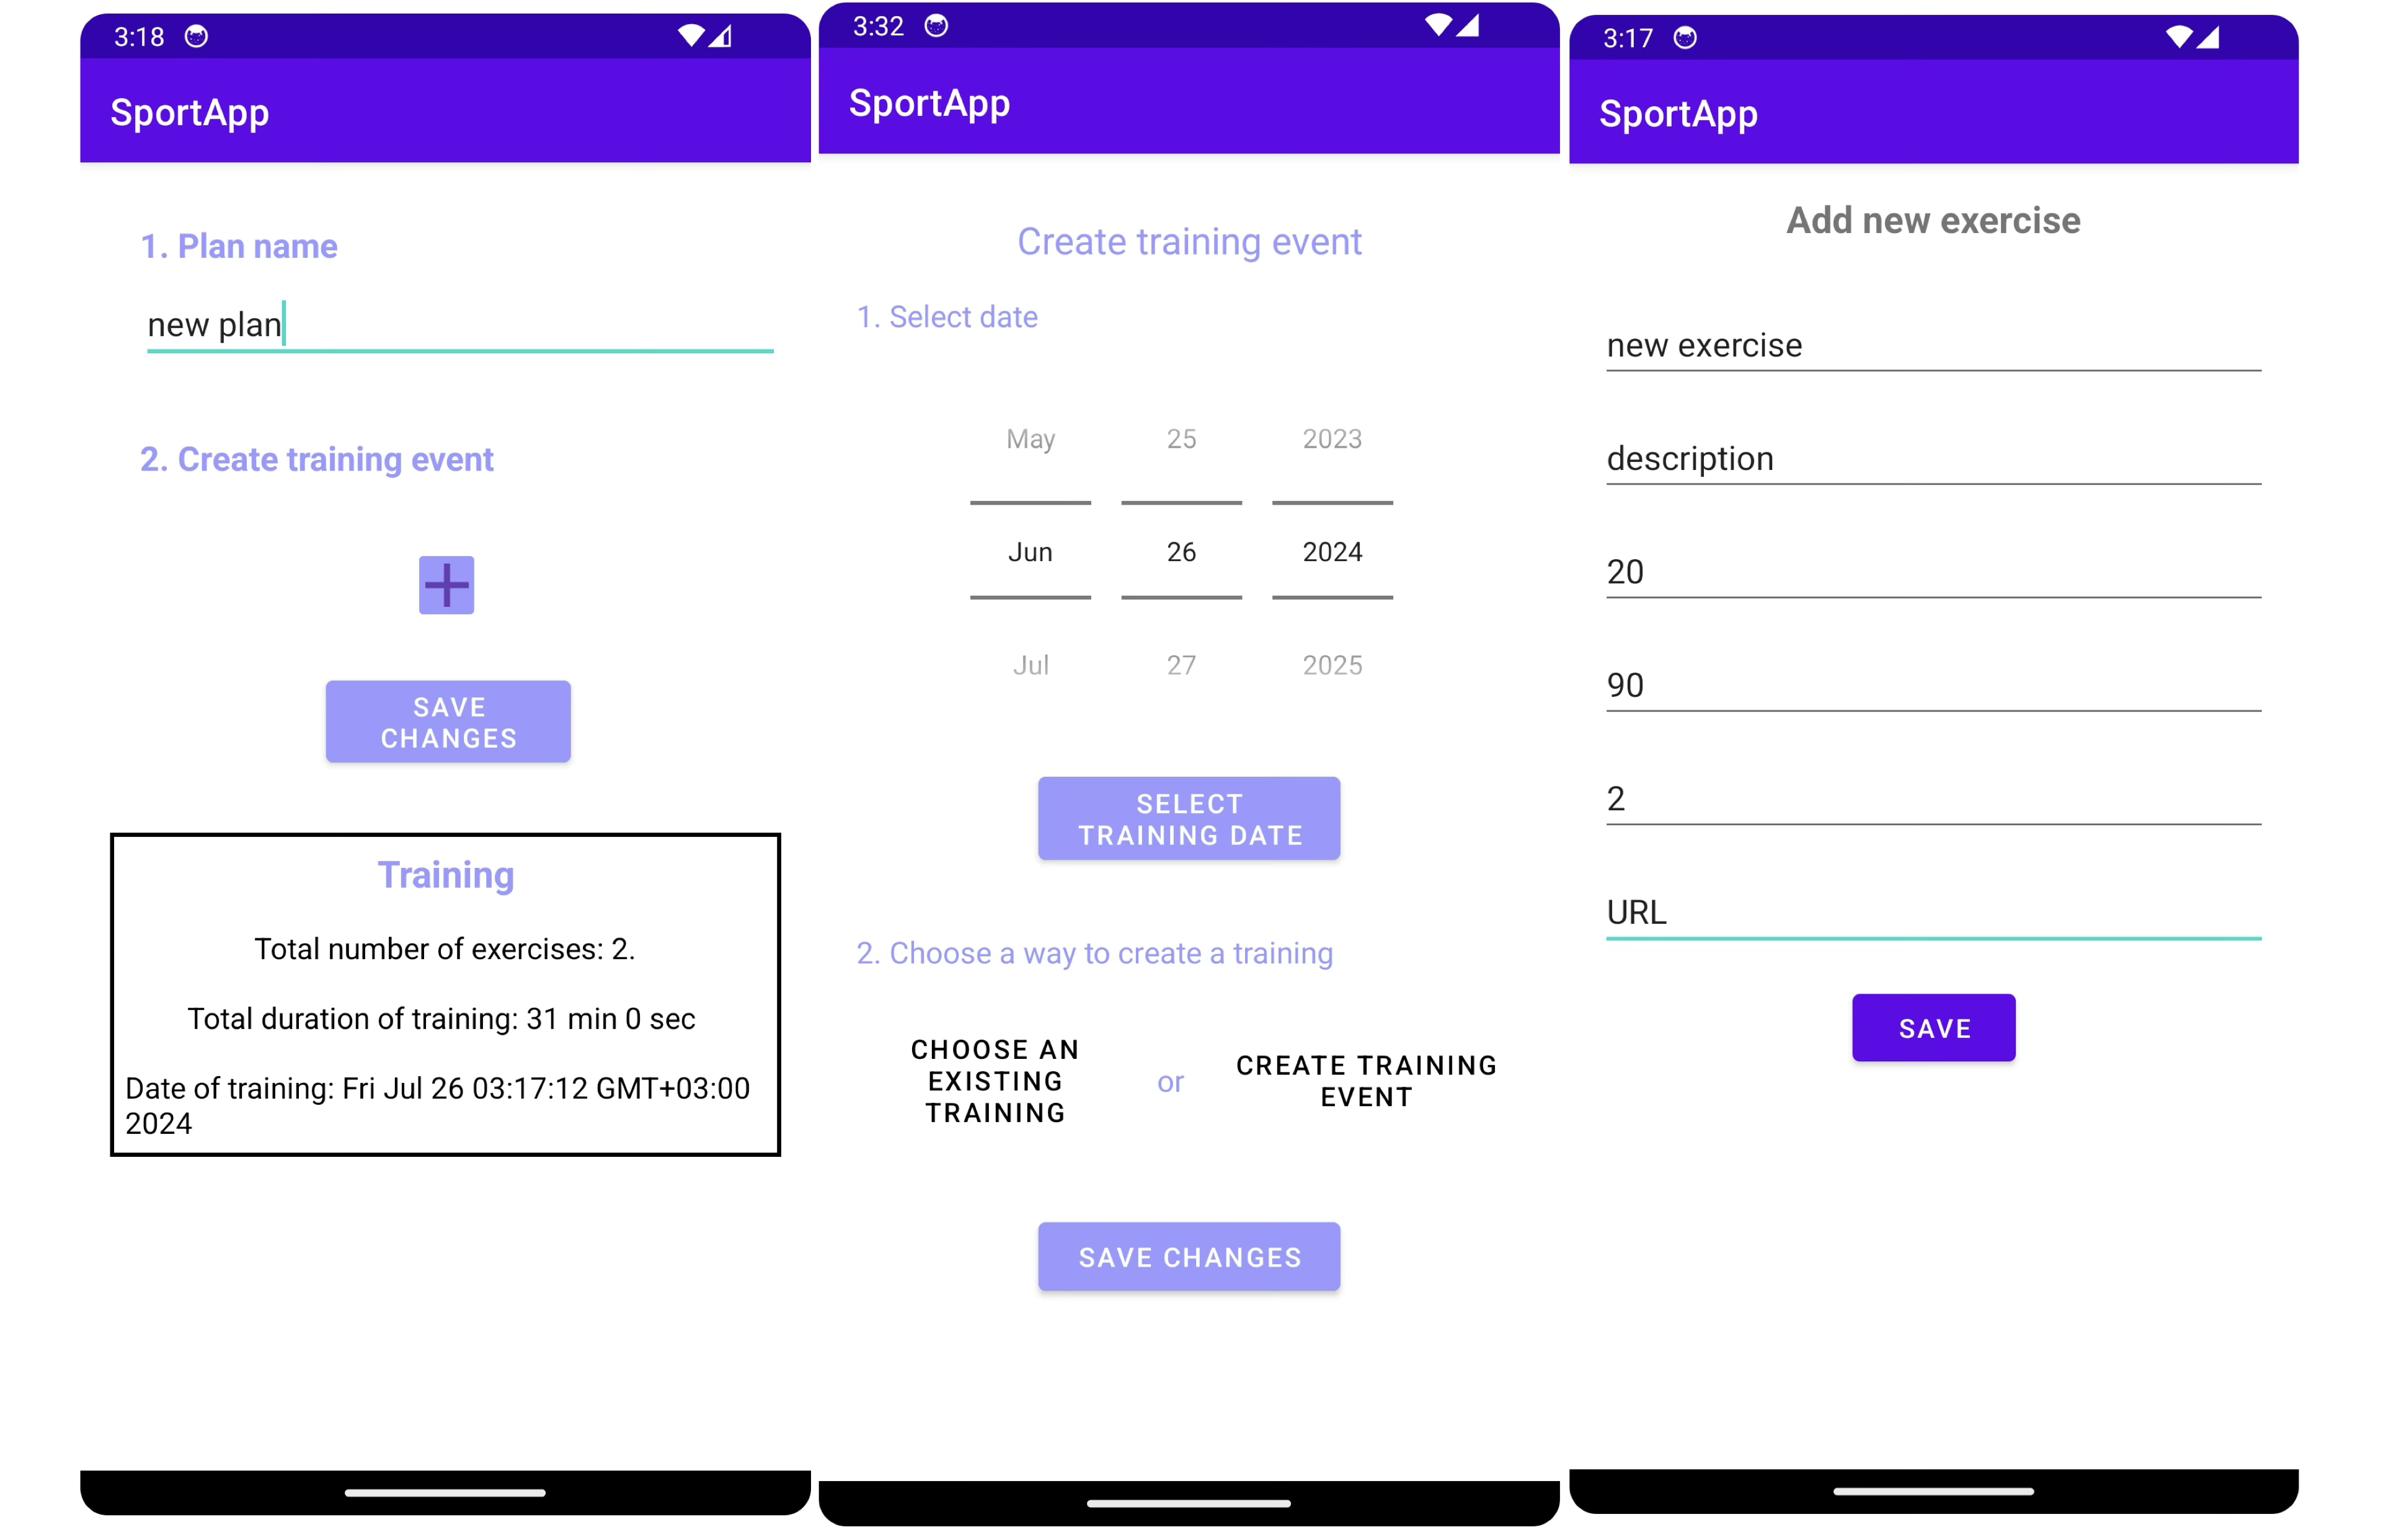 3:18
SportApp
1. Plan name
new plan
2. Create training event
SAVE
CHANGES
Training
Total number of exercises: 2.
Total duration of training: 31 min 0 sec
Date of training: Fri Jul 26 03:17:12 GMT+03:00
2024
3:32
SportApp
Create training event
1. Select date
May 25 2023
Jun 26 2024
Jul 27 2025
SELECT
TRAINING DATE
2. Choose a way to create a training
CHOOSE AN
EXISTING
TRAINING
or
CREATE TRAINING
EVENT
SAVE CHANGES
3:17
SportApp
Add new exercise
new exercise
description
20
90
2
URL
SAVE